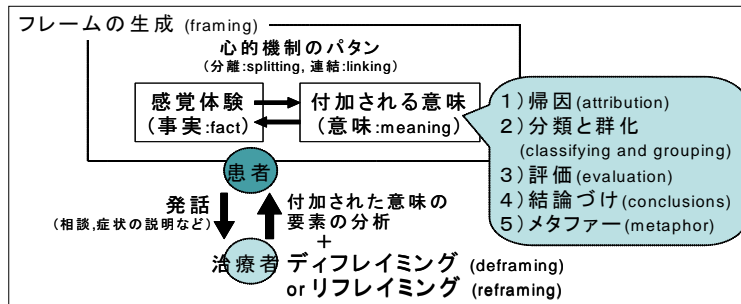 フレームの生成 (framing)
心的機制のパタン
(分離:splitting, 連結:linking)
感覚体験
(事実:fact)
付加される意味
(意味:meaning)
1)帰因(attribution)
2)分類と群化
(classifying and grouping)
3)評価(evaluation)
4)結論づけ(conclusions)
5)メタファー(metaphor)
患者
発話
(相談,症状の説明など)
付加された意味の
要素の分析
+
治療者
ディフレイミング (deframing)
or リフレイミング (reframing)